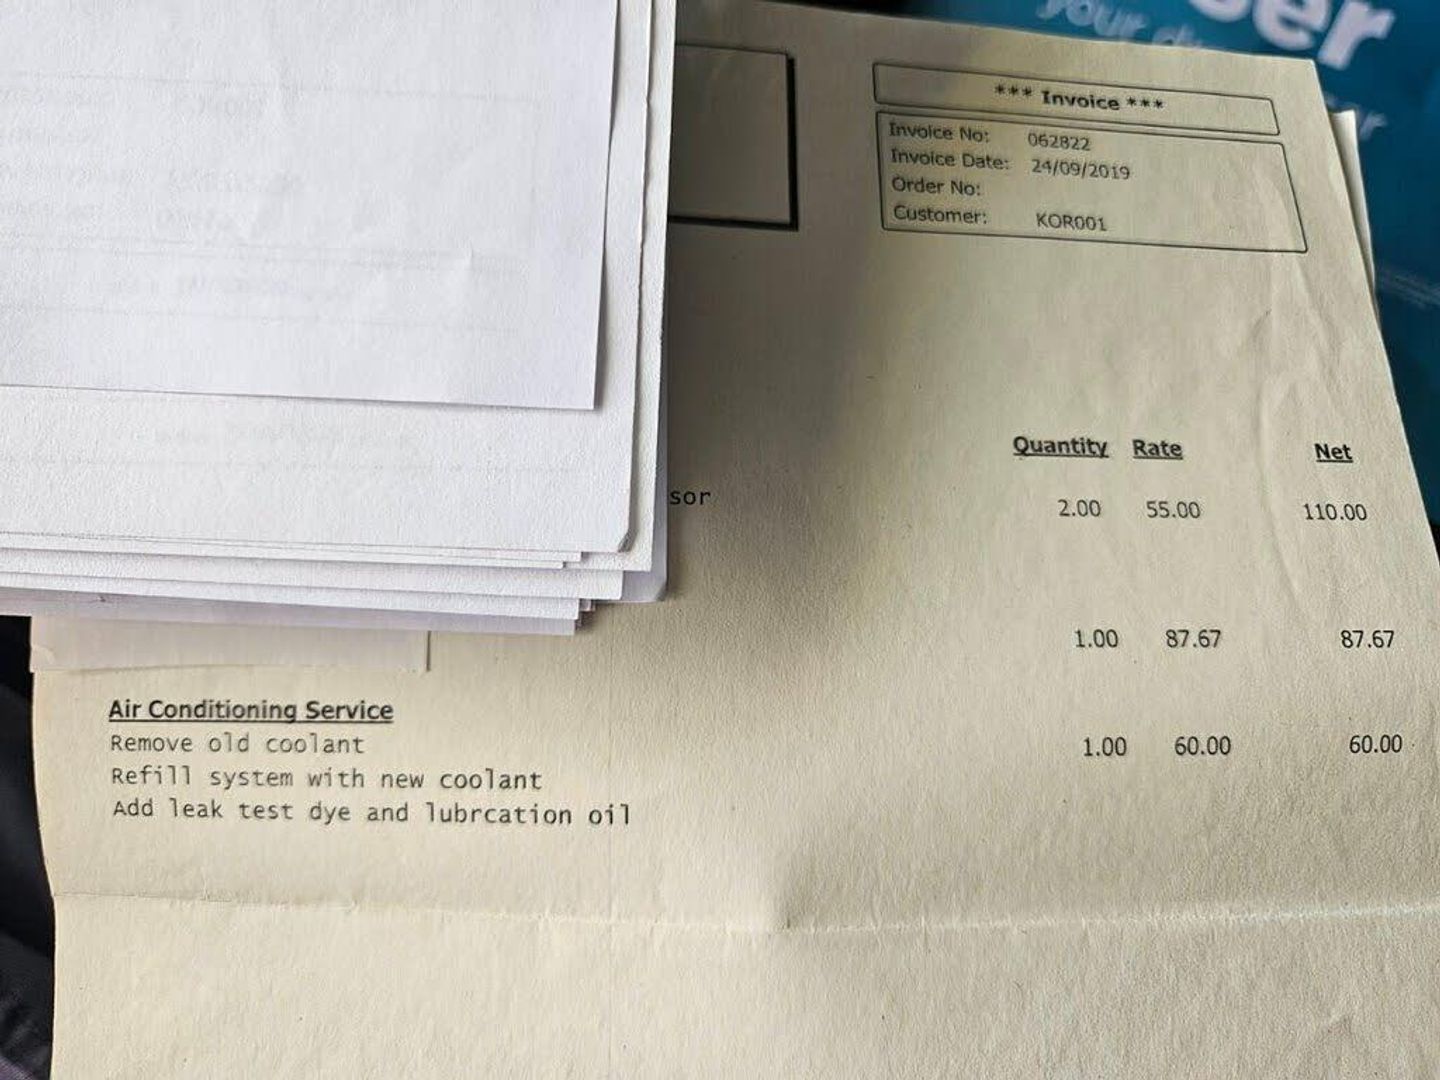 your
*** Invoice ***
Invoice No: 062822
Invoice Date: 24/09/2019
Order No:
Customer: KOR001
Quantity Rate Net
sor 2.00 55.00 110.00
1.00 87.67 87.67
Air Conditioning Service
Remove old coolant 1.00 60.00 60.00
Refill system with new coolant
Add leak test dye and lubrcation oil